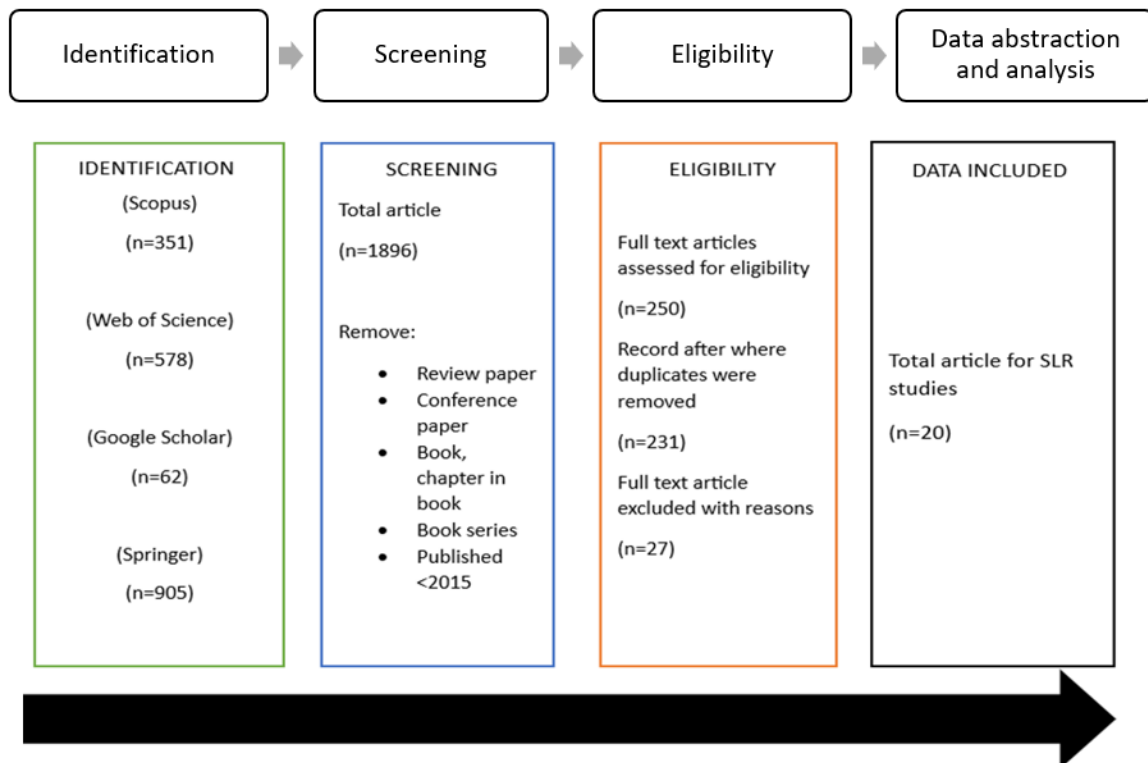 Identification
Screening
Eligibility
Data abstraction
and analysis
IDENTIFICATION
(Scopus)
(n=351)
(Web of Science)
(n=578)
(Google Scholar)
(n=62)
(Springer)
(n=905)
SCREENING
Total article
(n=1896)
Remove:
• Review paper
• Conference
paper
• Book,
chapter in
book
• Book series
• Published
<2015
ELIGIBILITY
Full text articles
assessed for eligibility
(n=250)
Record after where
duplicates were
removed
(n=231)
Full text article
excluded with reasons
(n=27)
DATA INCLUDED
Total article for SLR
studies
(n=20)